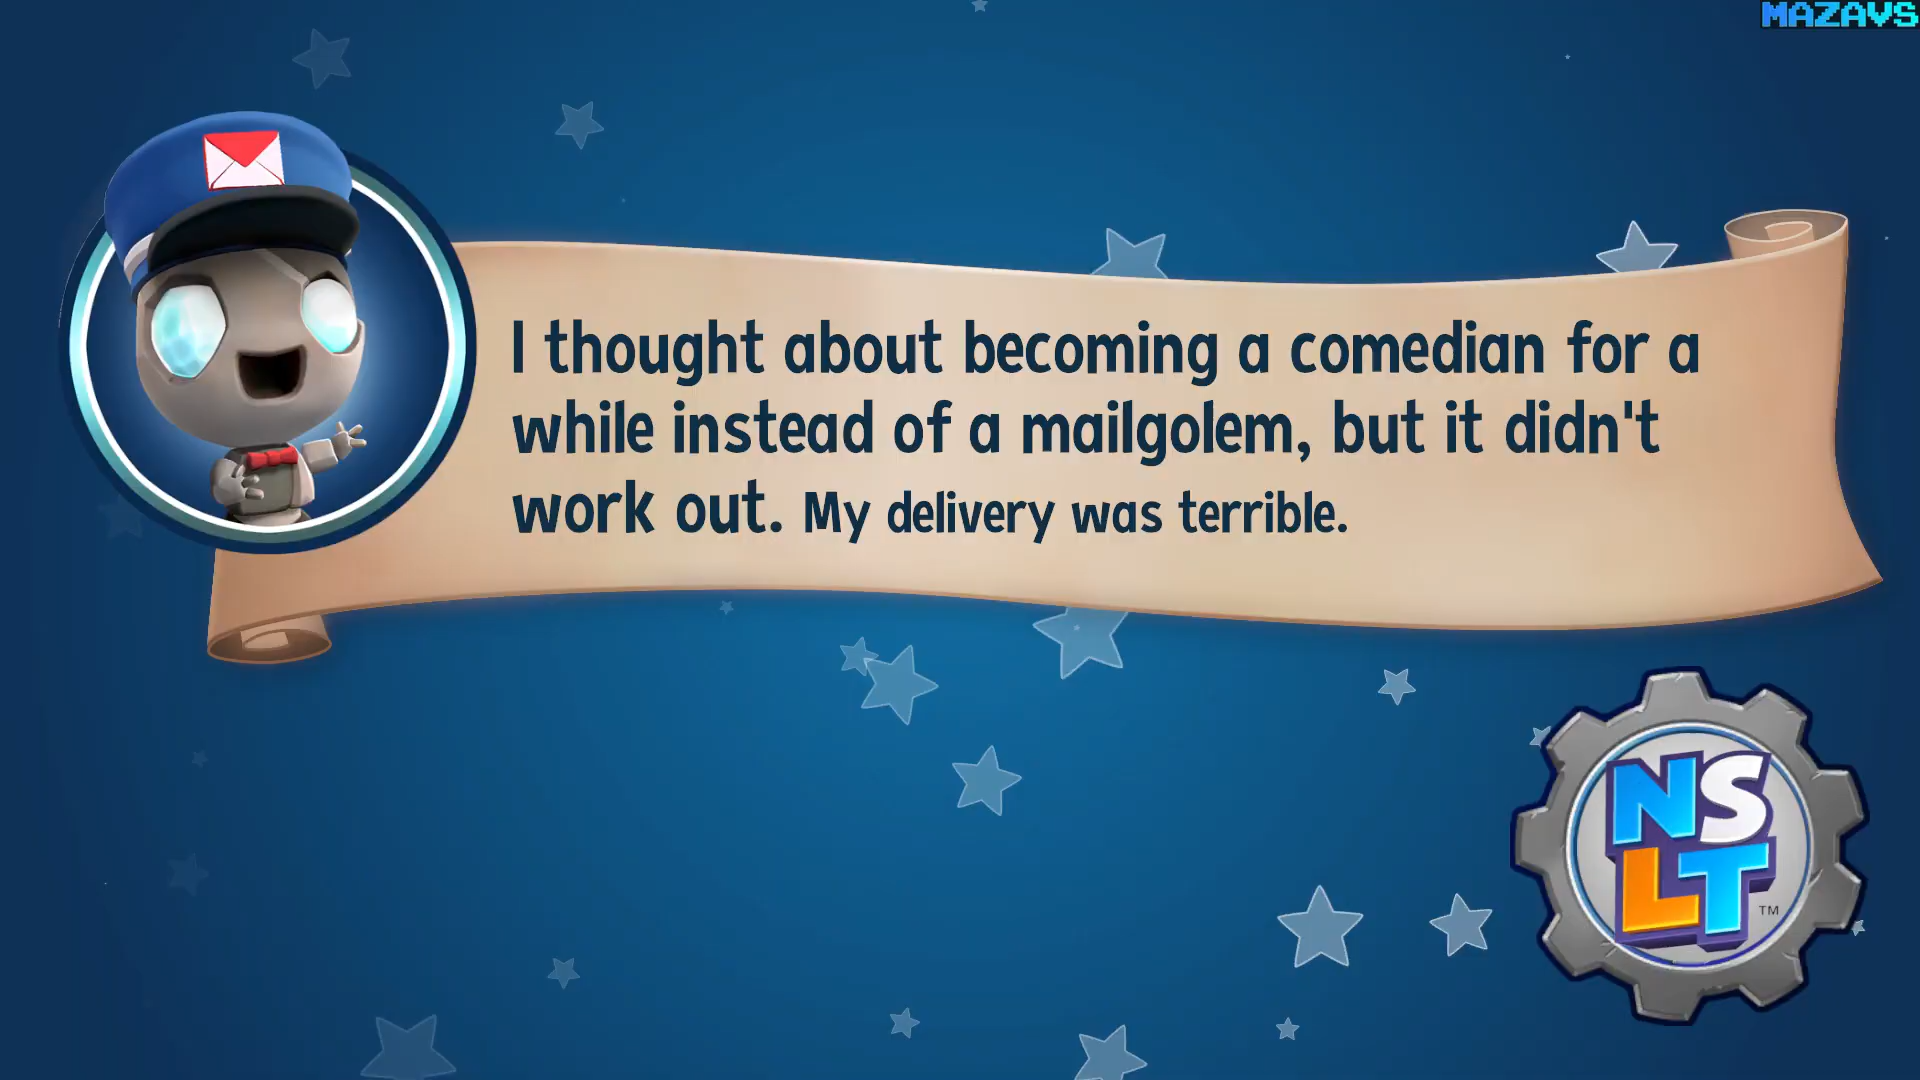 MAZAVS
I thought about becoming a comedian for a
while instead of a mailgolem, but it didn't
work out. My delivery was terrible.
NS
LT
TM